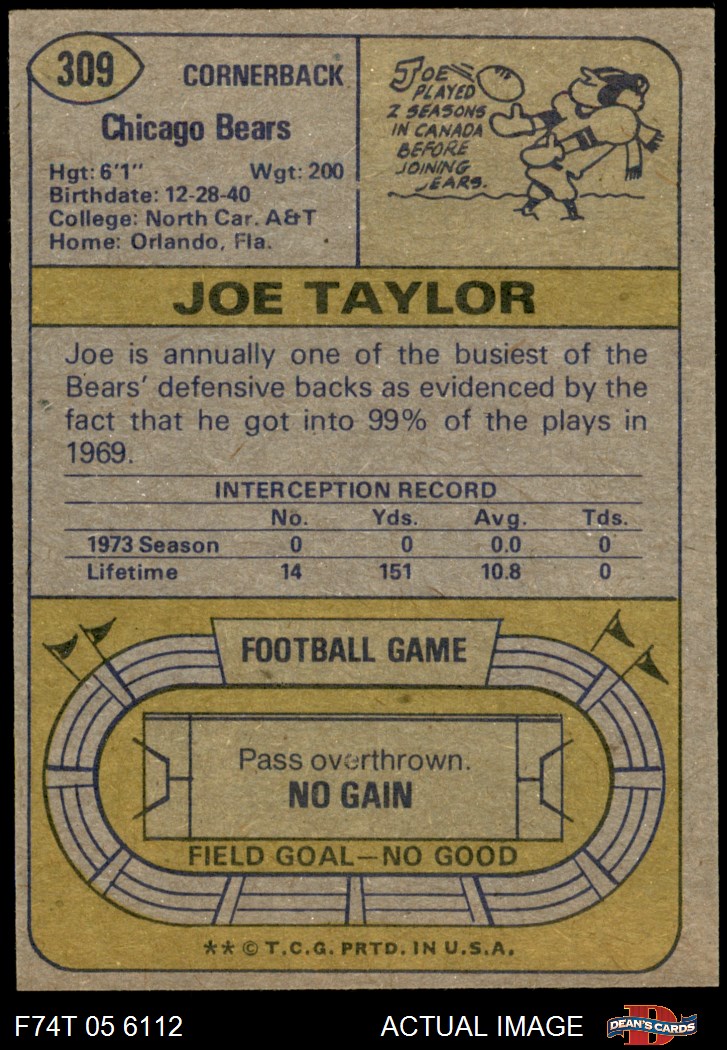 309
CORNERBACK
Chicago Bears
Hgt: 6'1" Wgt: 200
Birthdate: 12-28-40
College: North Car. A&T
Home: Orlando, Fla.
JOE
PLAYED
2 SEASONS
IN CANADA
BEFORE
JOINING
EARS.
JOE TAYLOR
Joe is annually one of the busiest of the
Bears' defensive backs as evidenced by the
fact that he got into 99% of the plays in
1969.
INTERCEPTION RECORD
No. Yds. Avg. Tds.
1973 Season 0 0 0.0 0
Lifetime 14 151 10.8 0
FOOTBALL GAME
Pass overthrown.
NO GAIN
FIELD GOAL—NO GOOD
** © T.C.G. PRTD. IN U.S.A.
F74T 05 6112 ACTUAL IMAGE
D
DEAN'S CARDS